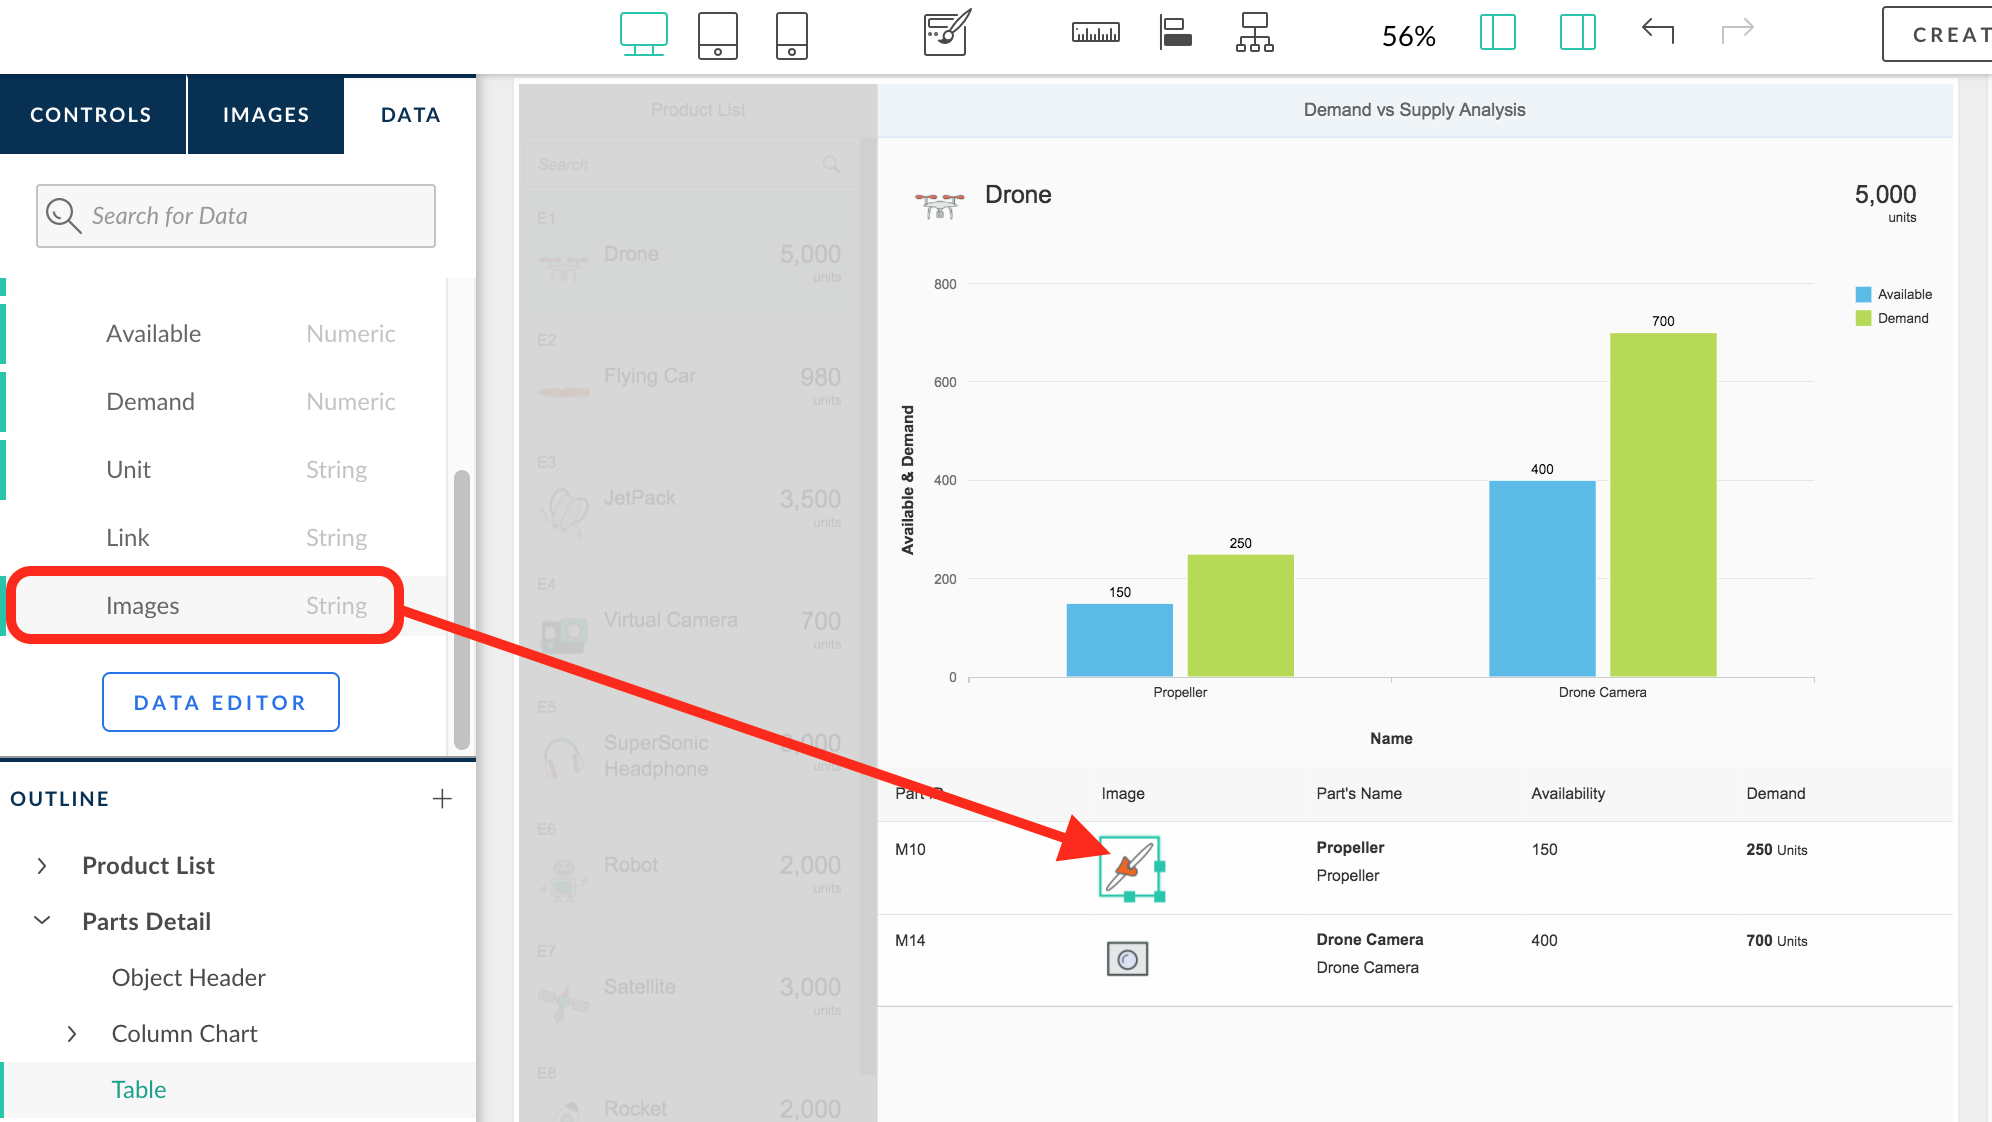 56%
CREAT
CONTROLS
IMAGES
DATA
Search for Data
Available Numeric
Demand Numeric
Unit String
Link String
Images String
DATA EDITOR
OUTLINE
Product List
Parts Detail
Object Header
Column Chart
Table
Product List
Search
E1
Drone 5,000
units
E2
Flying Car 980
units
E3
JetPack 3,500
units
E4
Virtual Camera 700
units
E5
SuperSonic
Headphone
units
E6
Robot 2,000
units
E7
Satellite 3,000
units
E8
Rocket 2,000
Demand vs Supply Analysis
Drone 5,000
units
Available
Demand
800
600
400
200
0
Available & Demand
150
250
400
700
Propeller
Drone Camera
Name
Part ID Image Part's Name Availability Demand
M10 Propeller 150 250 Units
Propeller
M14 Drone Camera 400 700 Units
Drone Camera